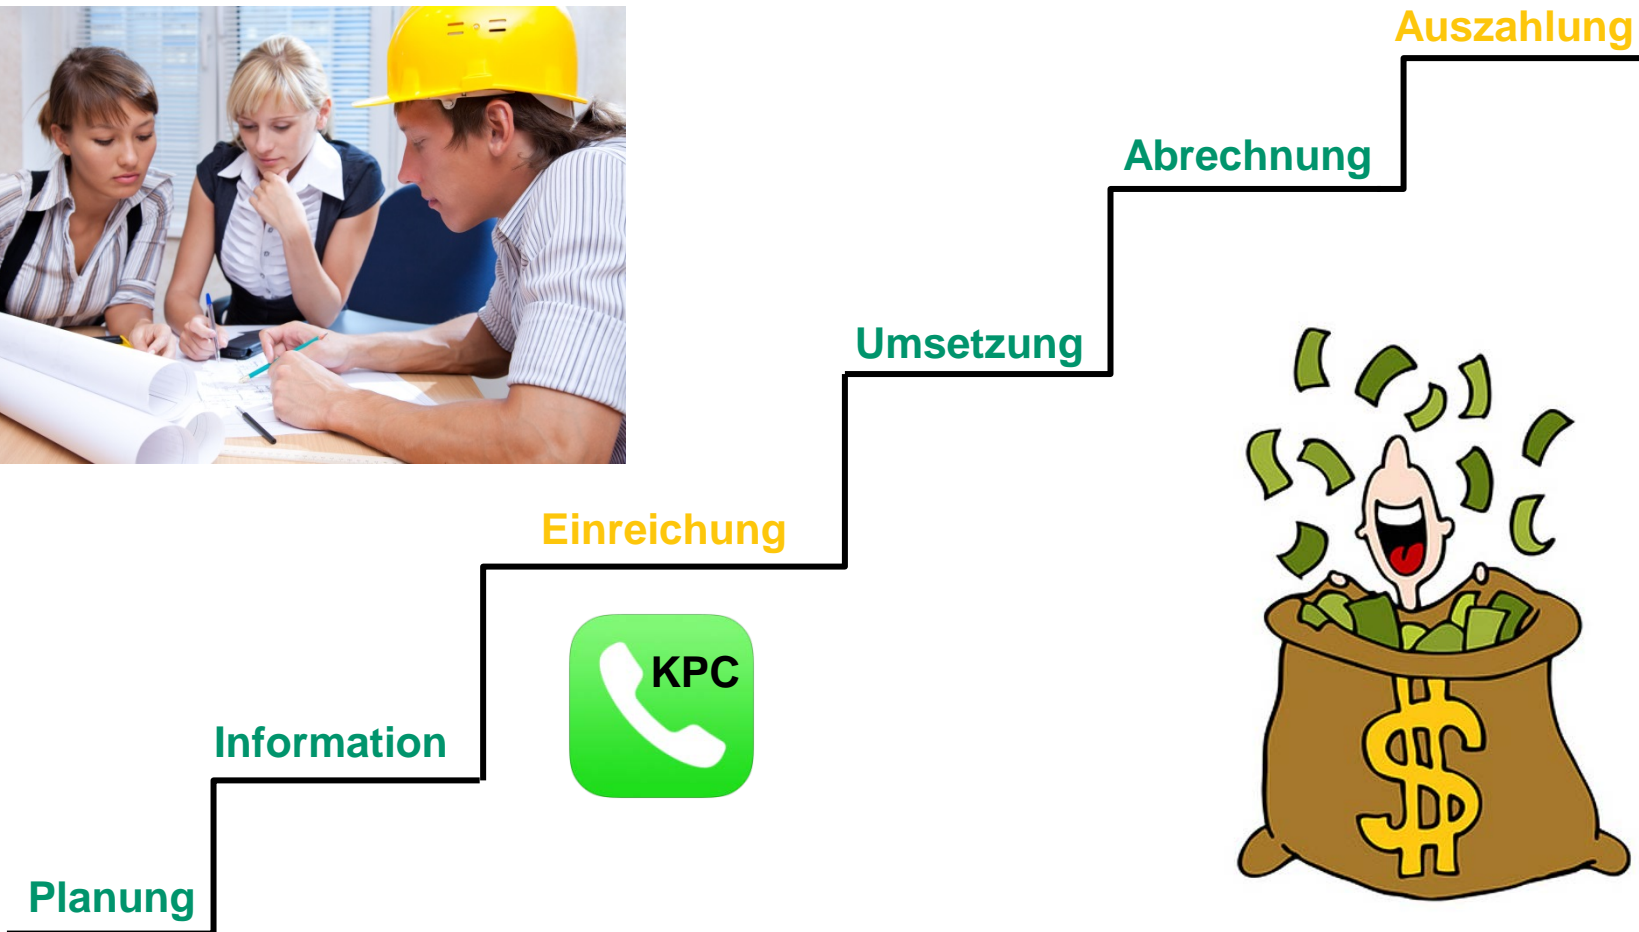 Auszahlung
Abrechnung
Umsetzung
Einreichung
KPC
Information
Planung